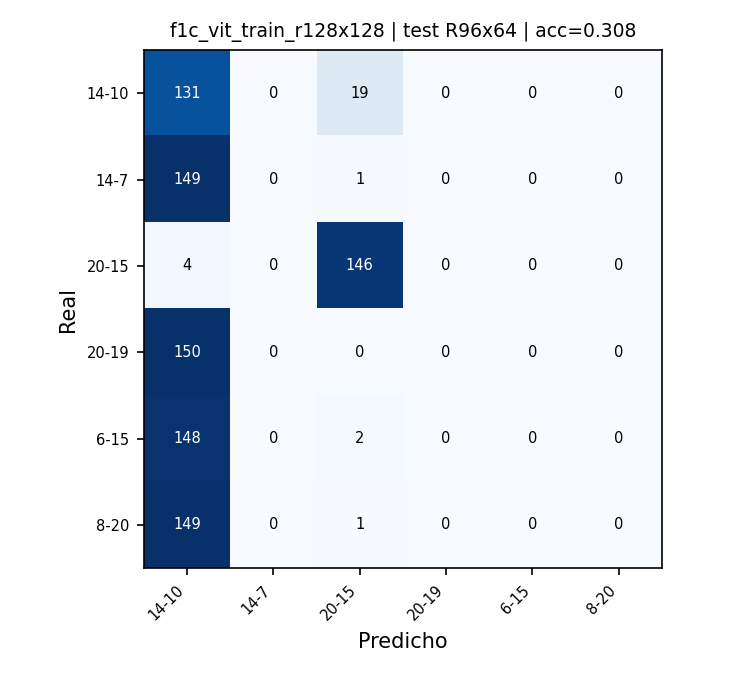 f1c_vit_train_r128x128 | test R96x64 | acc=0.308
14-10 131 0 19 0 0 0
14-7 149 0 1 0 0 0
20-15 4 0 146 0 0 0
Real
20-19 150 0 0 0 0 0
6-15 148 0 2 0 0 0
8-20 149 0 1 0 0 0
14-10 14-7 20-15 20-19 6-15 8-20
Predicho